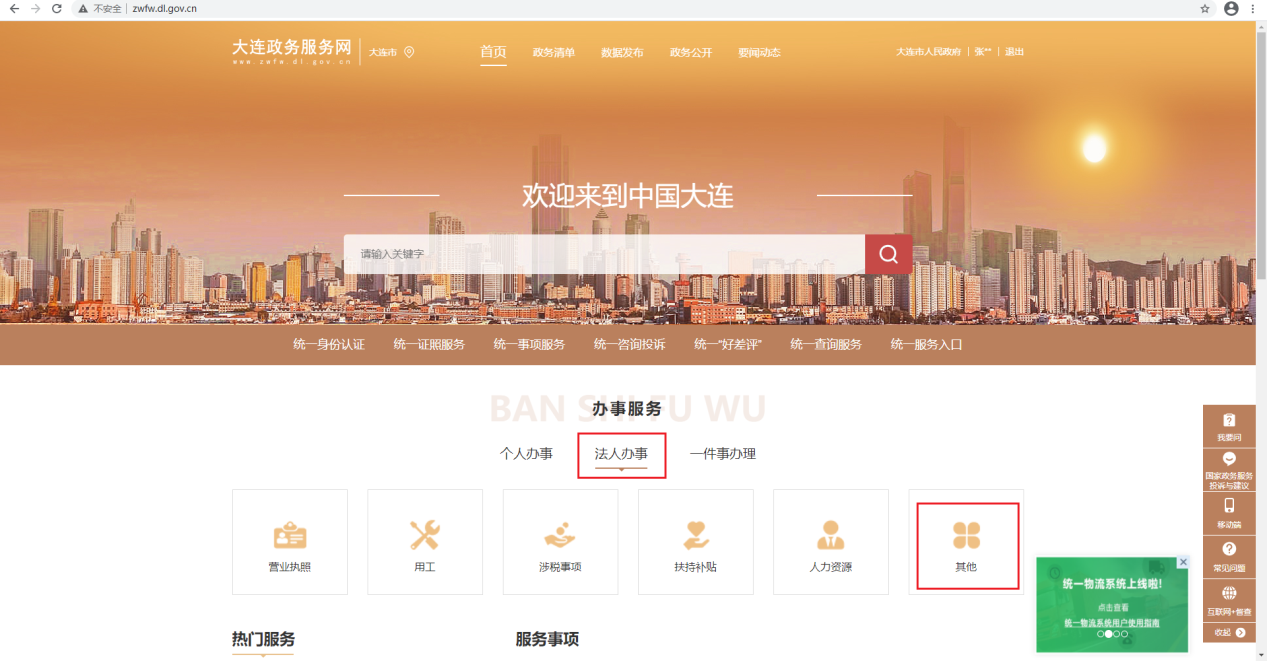 不安全 zwfw.dl.gov.cn
大连政务服务网
www.zwfw.dl.gov.cn
大连市
首页 政务清单 数据发布 政务公开 要闻动态
大连市人民政府 | 张** | 退出
欢迎来到中国大连
请输入关键字
统一身份认证 统一证照服务 统一事项服务 统一咨询投诉 统一“好差评” 统一查询服务 统一服务入口
BAN SHI FU WU
办事服务
个人办事 法人办事 一件事办理
营业执照 用工 涉税事项 扶持补贴 人力资源 其他
热门服务 服务事项
我要问
国家政务服务
投诉与建议
移动端
常见问题
互联网+督查
收起
统一物流系统上线啦!
点击查看
统一物流系统用户使用指南